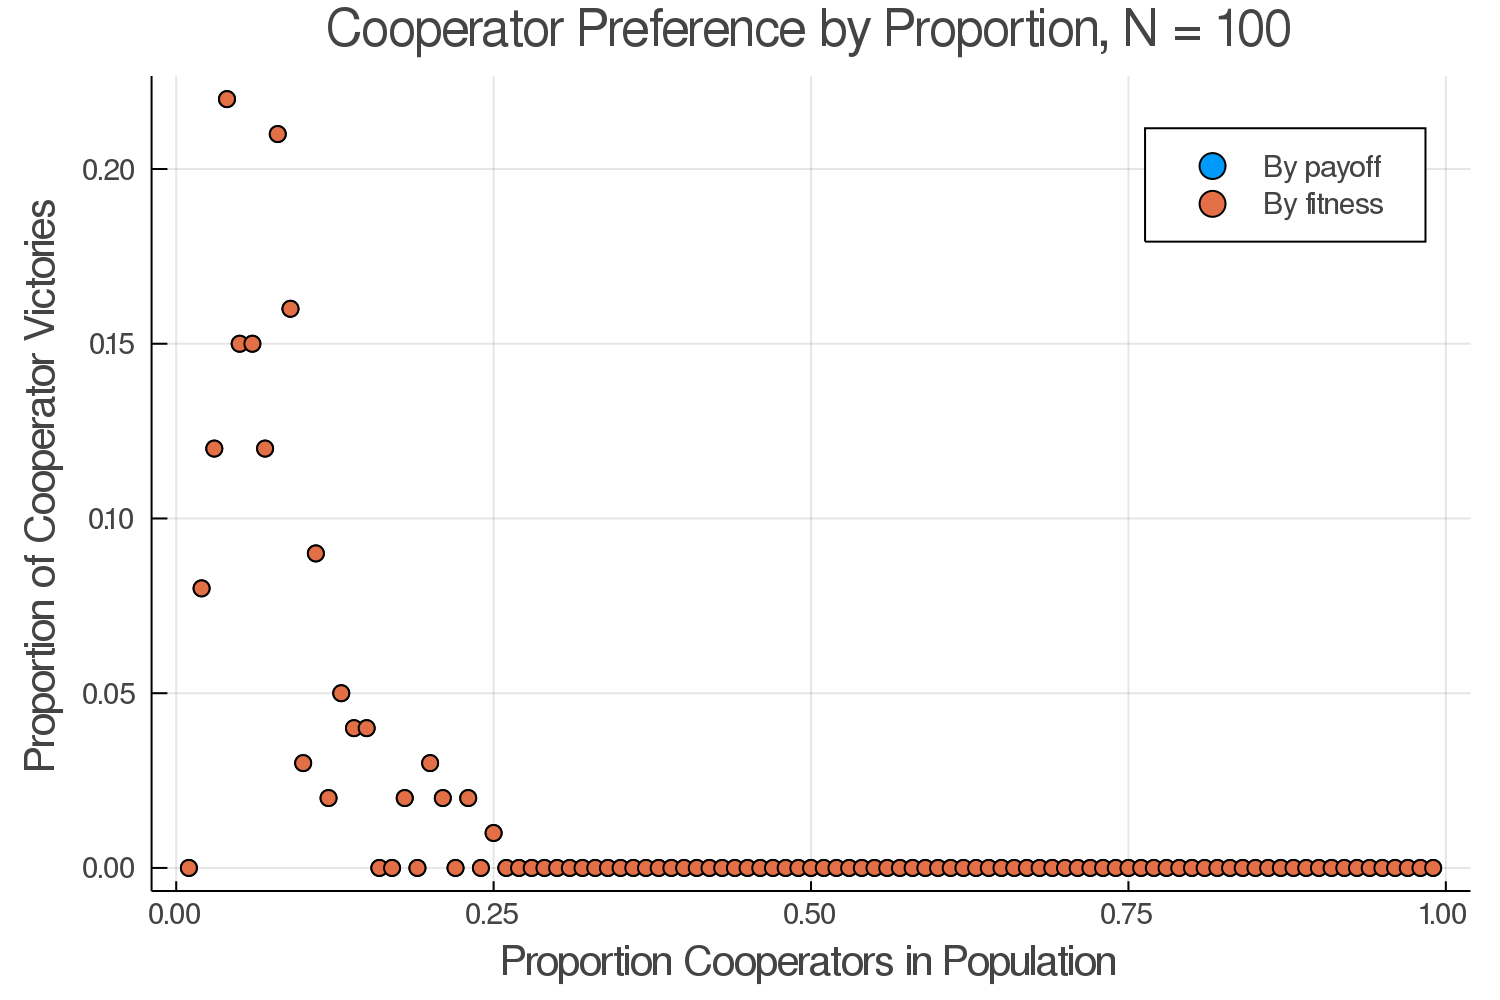 Cooperator Preference by Proportion, N = 100
By payoff
By fitness
Proportion of Cooperator Victories
0.20
0.15
0.10
0.05
0.00
0.00 0.25 0.50 0.75 1.00
Proportion Cooperators in Population